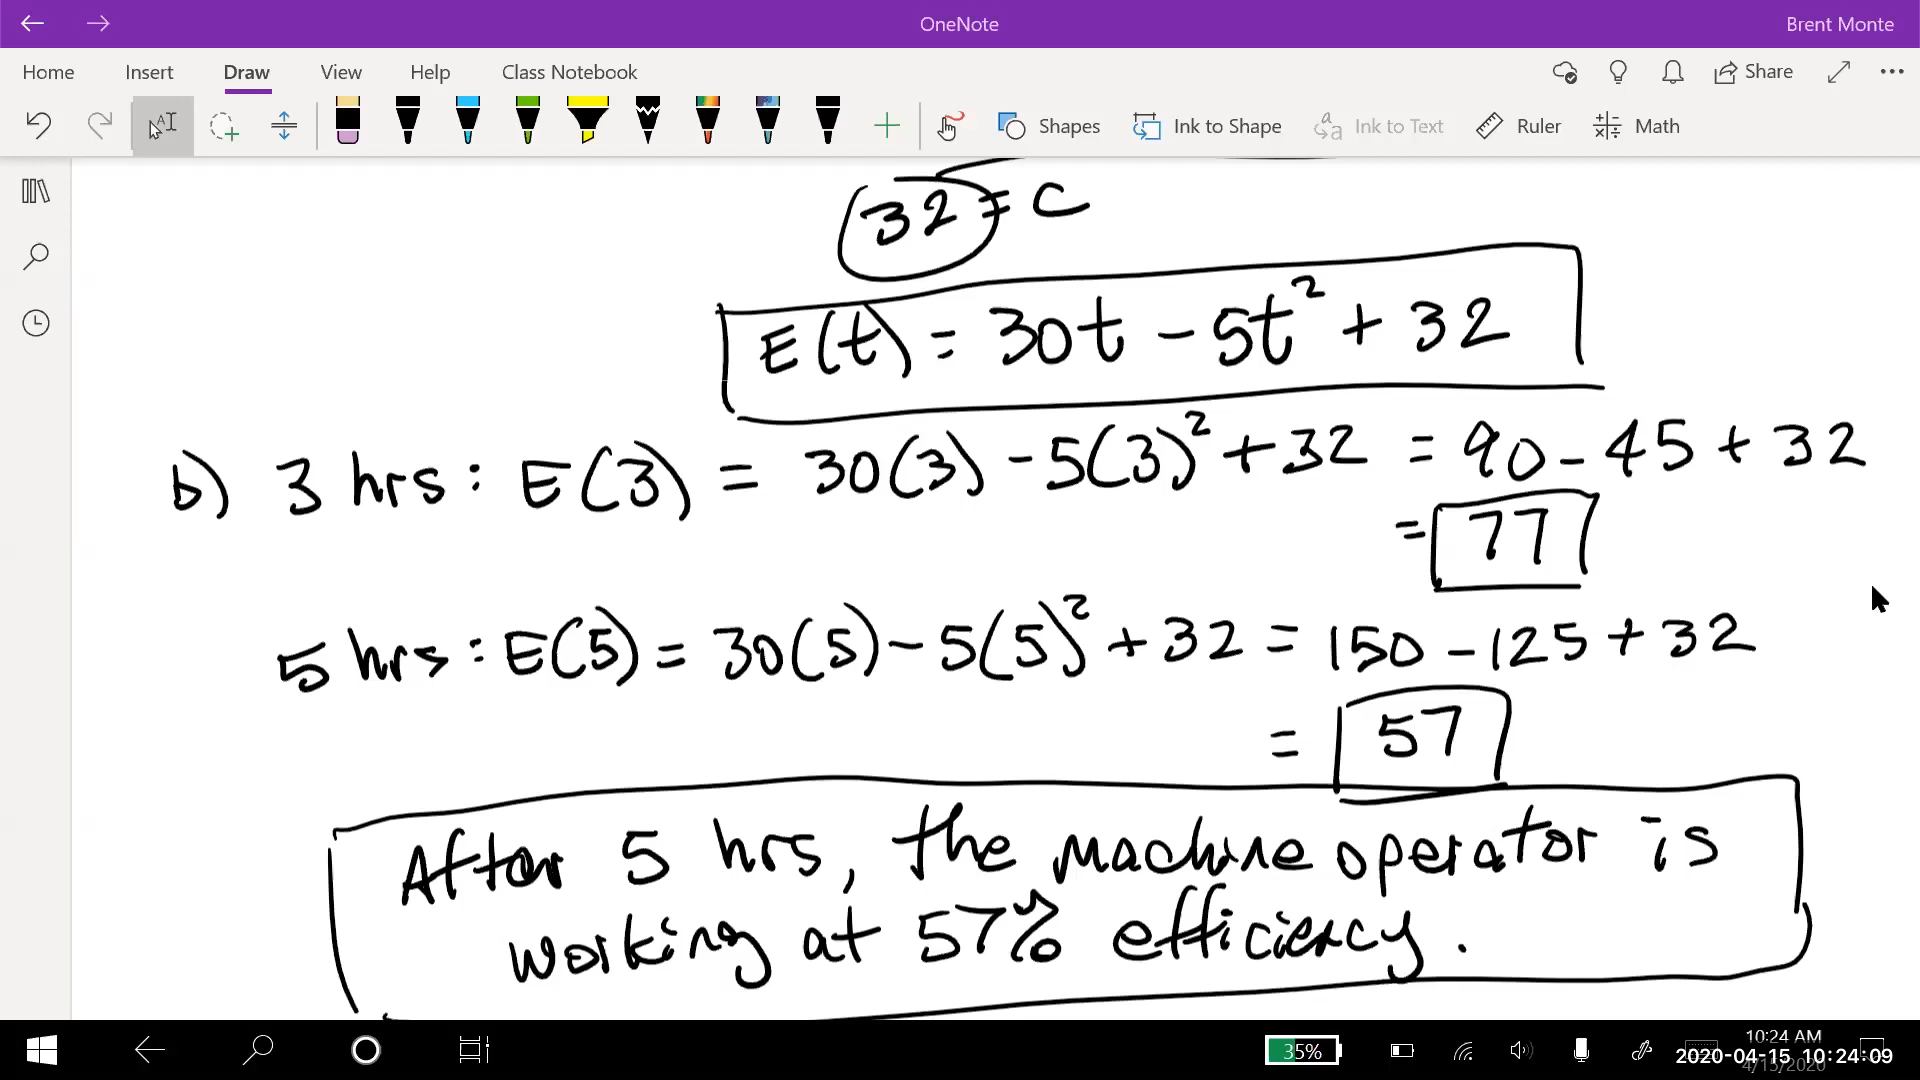 OneNote
Brent Monte
Home Insert Draw View Help Class Notebook
Share
Shapes Ink to Shape Ink to Text Ruler Math
32 = C
E(t) = 30t - 5t² + 32
b) 3 hrs: E(3) = 30(3) - 5(3)² + 32 = 90 - 45 + 32
= 77
5 hrs: E(5) = 30(5) - 5(5)² + 32 = 150 - 125 + 32
= 57
After 5 hrs, the machine operator is
working at 57% efficiency.
35%
10:24 AM
2020-04-15 10:24:09
4/15/2020